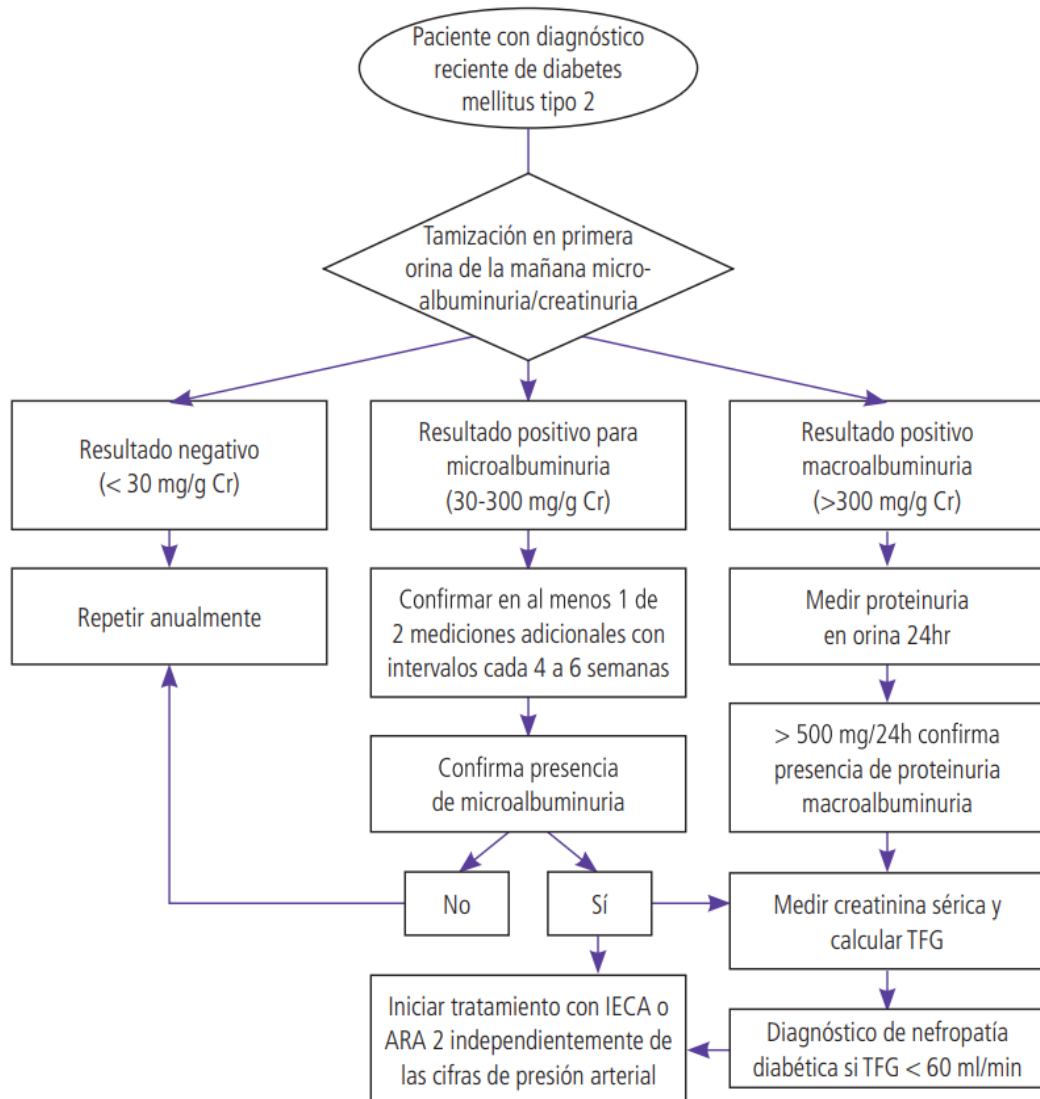 Paciente con diagnóstico
reciente de diabetes
mellitus tipo 2
Tamización en primera
orina de la mañana micro-
albuminuria/creatinuria
Resultado negativo
(< 30 mg/g Cr)
Resultado positivo para
microalbuminuria
(30-300 mg/g Cr)
Resultado positivo
macroalbuminuria
(>300 mg/g Cr)
Repetir anualmente
Confirmar en al menos 1 de
2 mediciones adicionales con
intervalos cada 4 a 6 semanas
Medir proteinuria
en orina 24hr
Confirma presencia
de microalbuminuria
> 500 mg/24h confirma
presencia de proteinuria
macroalbuminuria
No
Sí
Medir creatinina sérica y
calcular TFG
Iniciar tratamiento con IECA o
ARA 2 independientemente de
las cifras de presión arterial
Diagnóstico de nefropatía
diabética si TFG < 60 ml/min